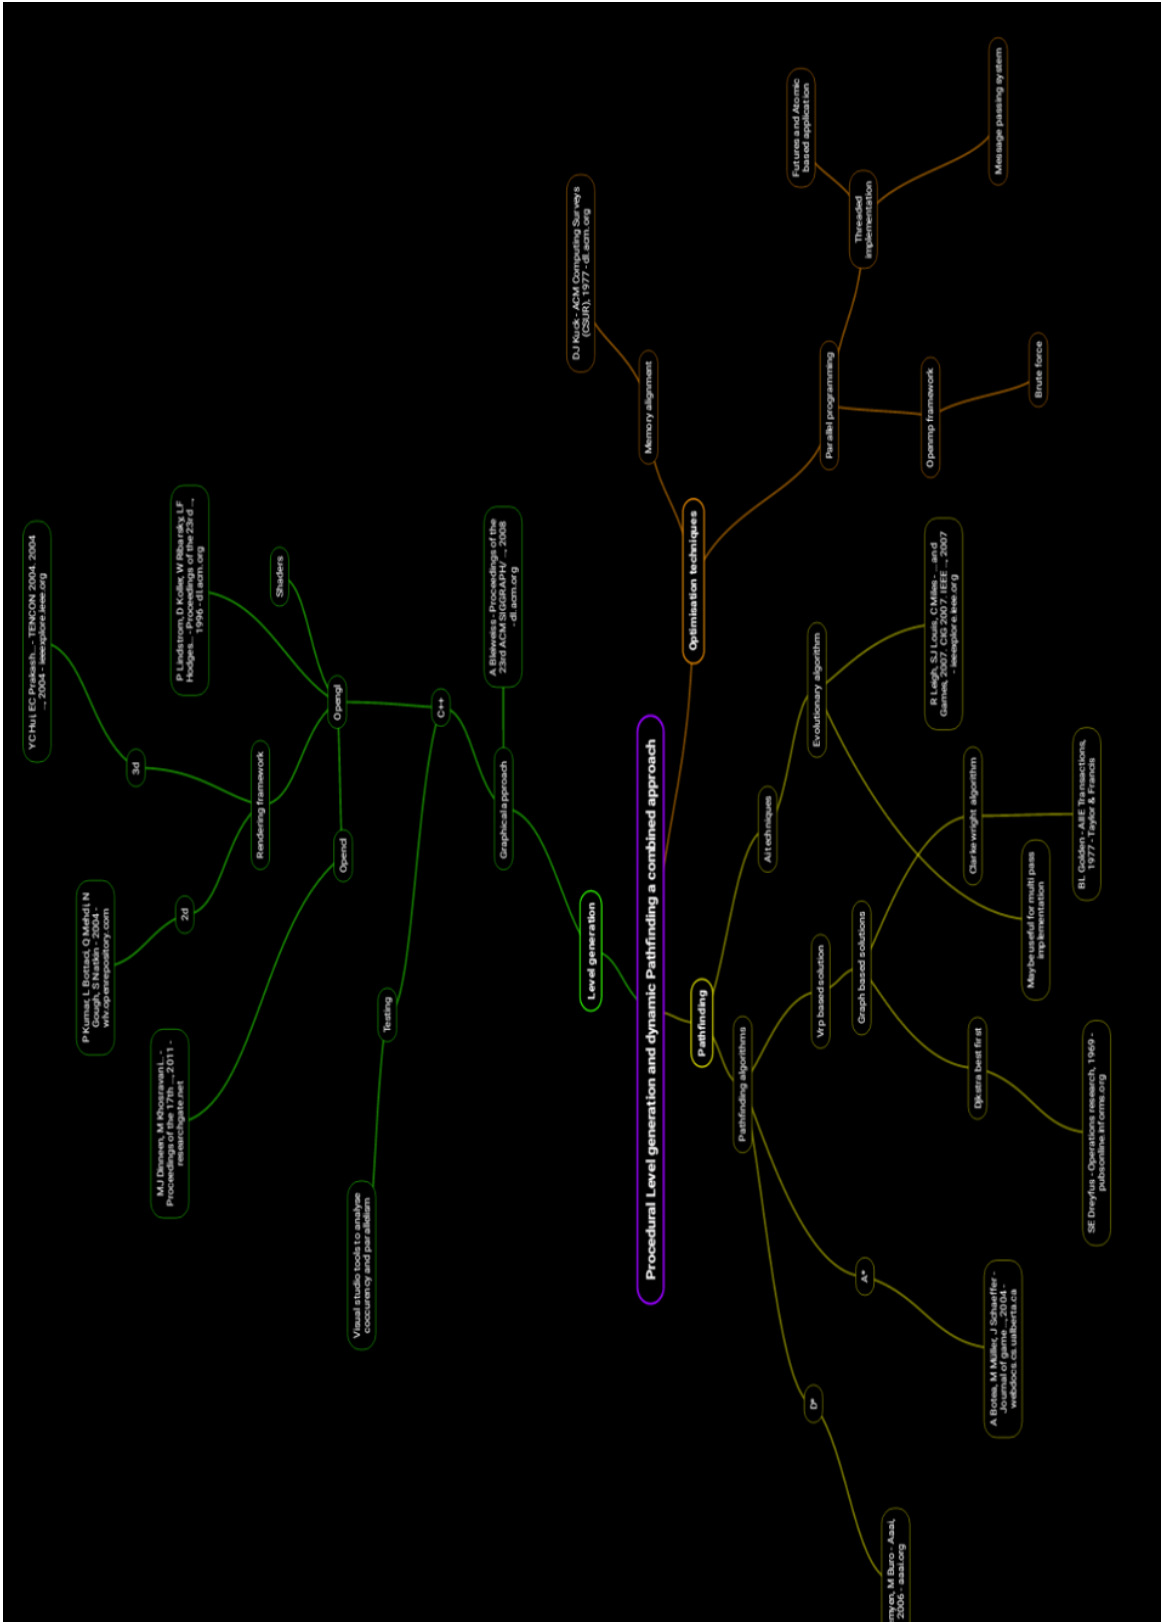 Procedural Level generation and dynamic Pathfinding a combined approach
Level generation
Graphical approach
A Bleiweiss - Proceedings of the
23rd ACM SIGGRAPH/ ..., 2008
- dl.acm.org
C++
Testing
Visual studio tools to analyse
coccurency and parallelism
Opengl
Shaders
P Lindstrom, D Koller, W Ribarsky, LF
Hodges... - Proceedings of the 23rd ...,
1996 - dl.acm.org
Rendering framework
3d
YC Hui, EC Prakash... - TENCON 2004. 2004
..., 2004 - ieeexplore.ieee.org
2d
P Kumar, L Bottaci, Q Mehdi, N
Gough, S Natkin - 2004 -
wlv.openrepository.com
Opencl
MJ Dinneen, M Khosravani... -
Proceedings of the 17th ..., 2011 -
researchgate.net
Optimisation techniques
Memory alignment
DJ Kuck - ACM Computing Surveys
(CSUR), 1977 - dl.acm.org
Parallel programming
Threaded
implementation
Futures and Atomic
based application
Message passing system
Openmp framework
Brute force
Pathfinding
Ai techniques
Evolutionary algorithm
R Leigh, SJ Louis, C Miles - ...and
Games, 2007. CIG 2007. IEEE ..., 2007
- ieeexplore.ieee.org
Maybe useful for multi pass
implementation
Pathfinding algorithms
Vrp based solution
Graph based solutions
Clarke wright algorithm
BL Golden - AIIE Transactions,
1977 - Taylor & Francis
Djkstra best first
SE Dreyfus - Operations research, 1969 -
pubsonline.informs.org
A*
A Botea, M Müller, J Schaeffer -
Journal of game ..., 2004 -
webdocs.cs.ualberta.ca
D*
M Buro - Aaai,
2006 - aaai.org